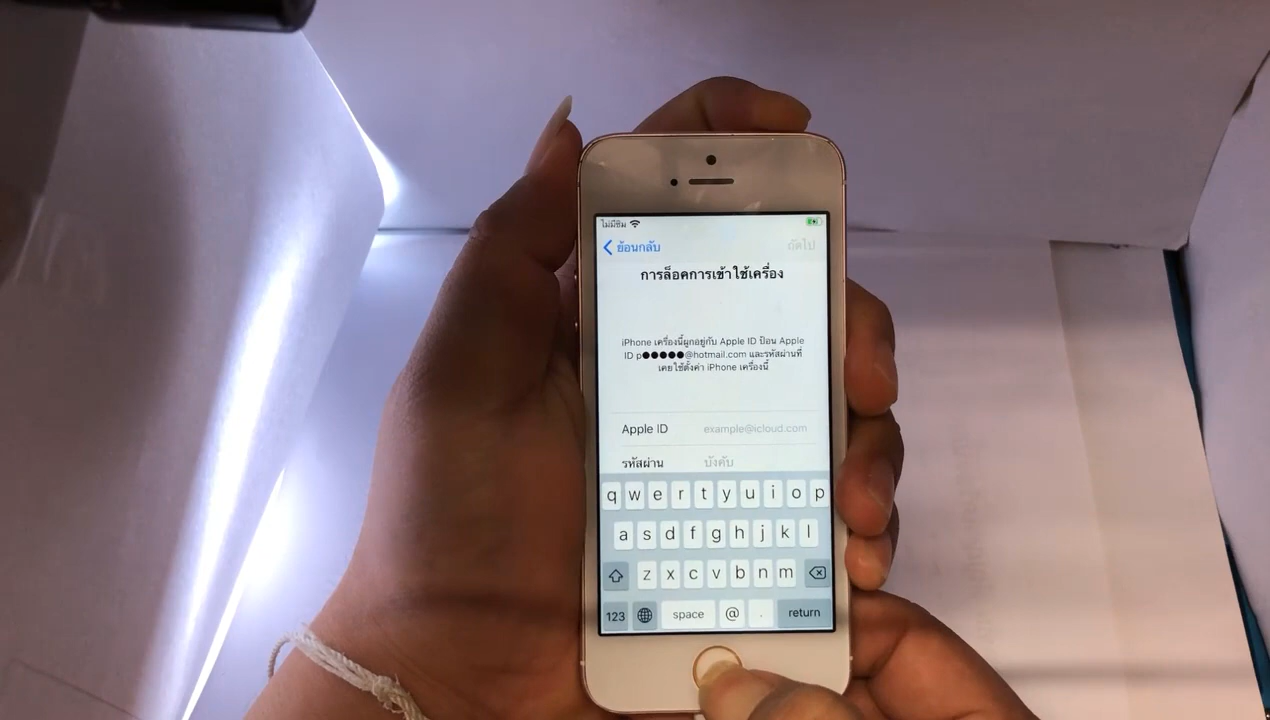 ไม่มีซิม
ย้อนกลับ ถัดไป
การล็อคการเข้าใช้เครื่อง
iPhone เครื่องนี้ผูกอยู่กับ Apple ID ป้อน Apple
ID p●●●●●@hotmail.com และรหัสผ่านที่
เคยใช้ตั้งค่า iPhone เครื่องนี้
Apple ID example@icloud.com
รหัสผ่าน บังคับ
q w e r t y u i o p
a s d f g h j k l
z x c v b n m
123 space @ . return